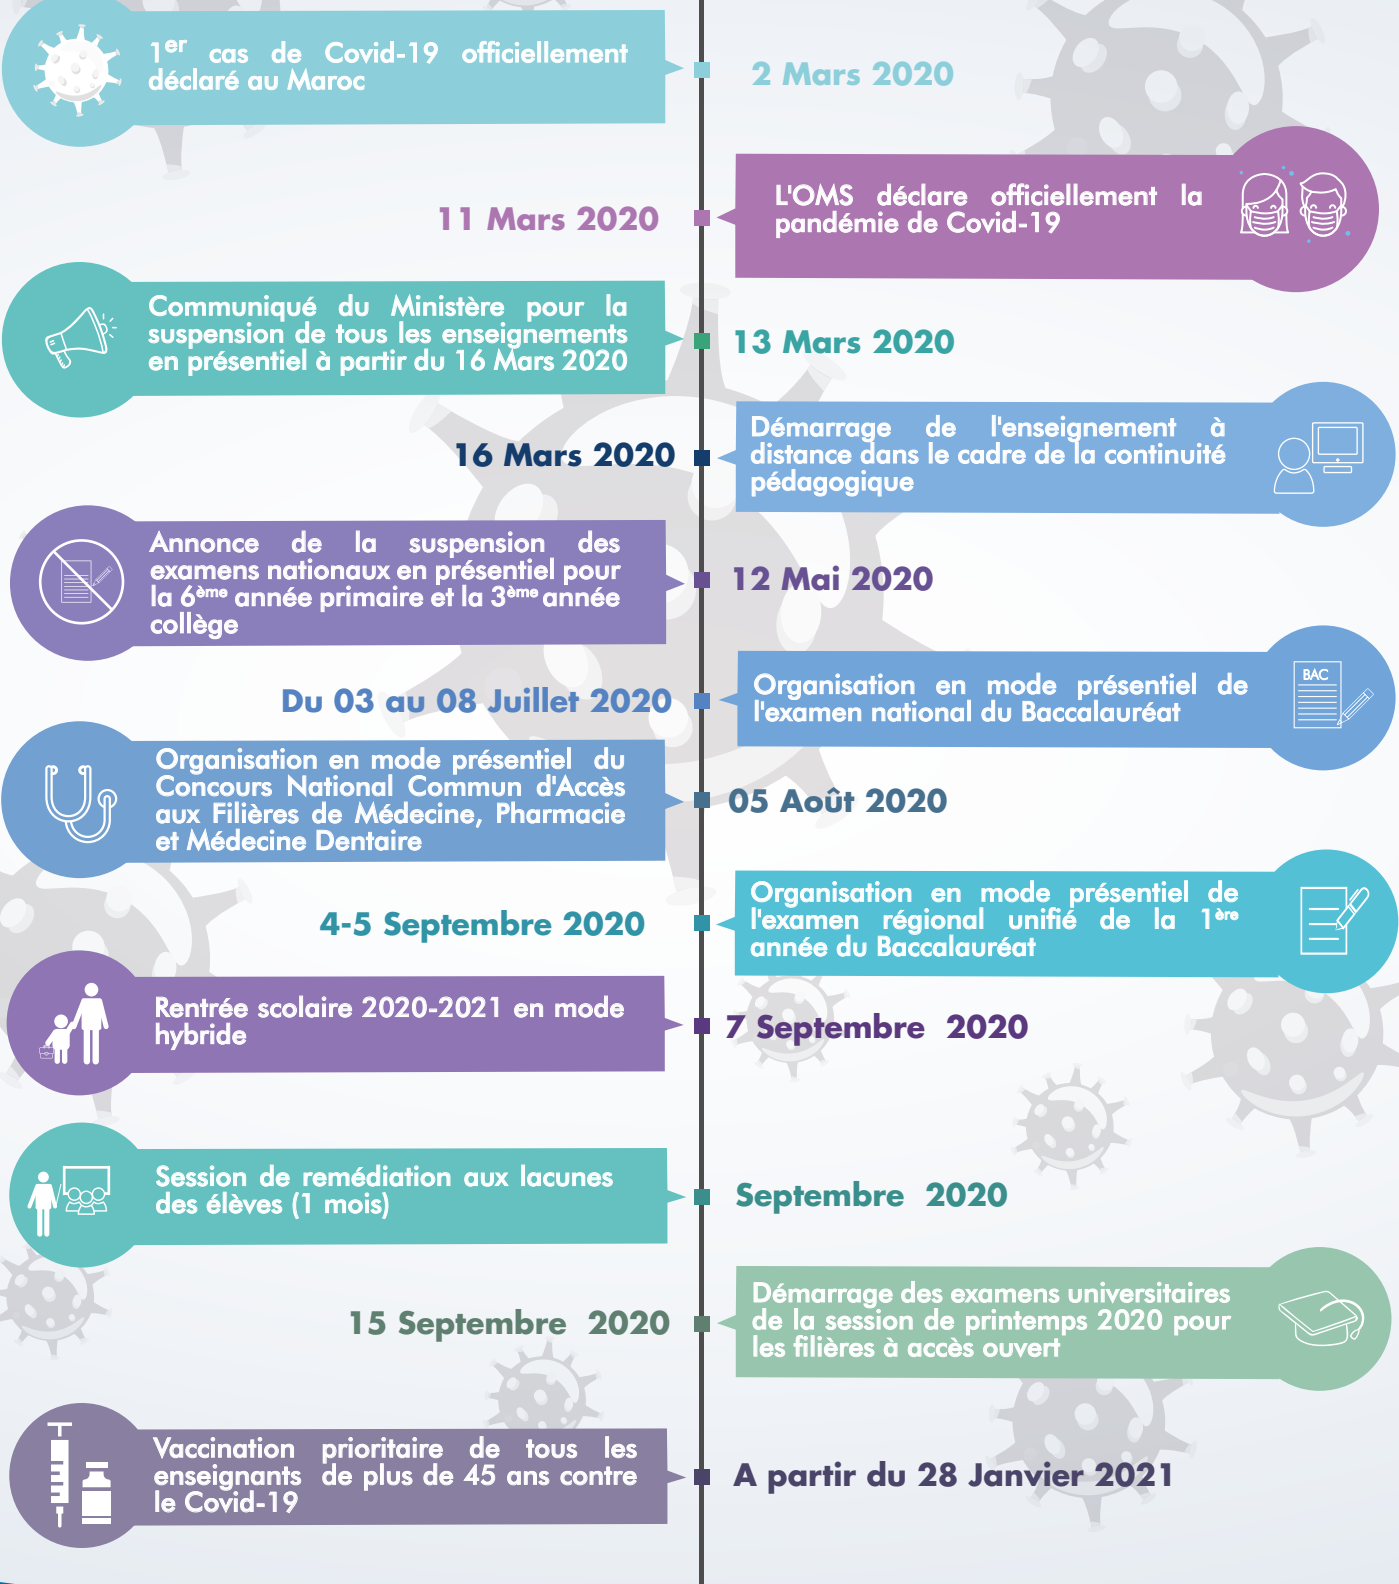 1er cas de Covid-19 officiellement
déclaré au Maroc
2 Mars 2020
L'OMS déclare officiellement la
pandémie de Covid-19
11 Mars 2020
Communiqué du Ministère pour la
suspension de tous les enseignements
en présentiel à partir du 16 Mars 2020
13 Mars 2020
Démarrage de l'enseignement à
distance dans le cadre de la continuité
pédagogique
16 Mars 2020
Annonce de la suspension des
examens nationaux en présentiel pour
la 6ème année primaire et la 3ème année
collège
12 Mai 2020
BAC
Organisation en mode présentiel de
l'examen national du Baccalauréat
Du 03 au 08 Juillet 2020
Organisation en mode présentiel du
Concours National Commun d'Accès
aux Filières de Médecine, Pharmacie
et Médecine Dentaire
05 Août 2020
Organisation en mode présentiel de
l'examen régional unifié de la 1ère
année du Baccalauréat
4-5 Septembre 2020
Rentrée scolaire 2020-2021 en mode
hybride
7 Septembre 2020
Session de remédiation aux lacunes
des élèves (1 mois)
Septembre 2020
Démarrage des examens universitaires
de la session de printemps 2020 pour
les filières à accès ouvert
15 Septembre 2020
Vaccination prioritaire de tous les
enseignants de plus de 45 ans contre
le Covid-19
A partir du 28 Janvier 2021